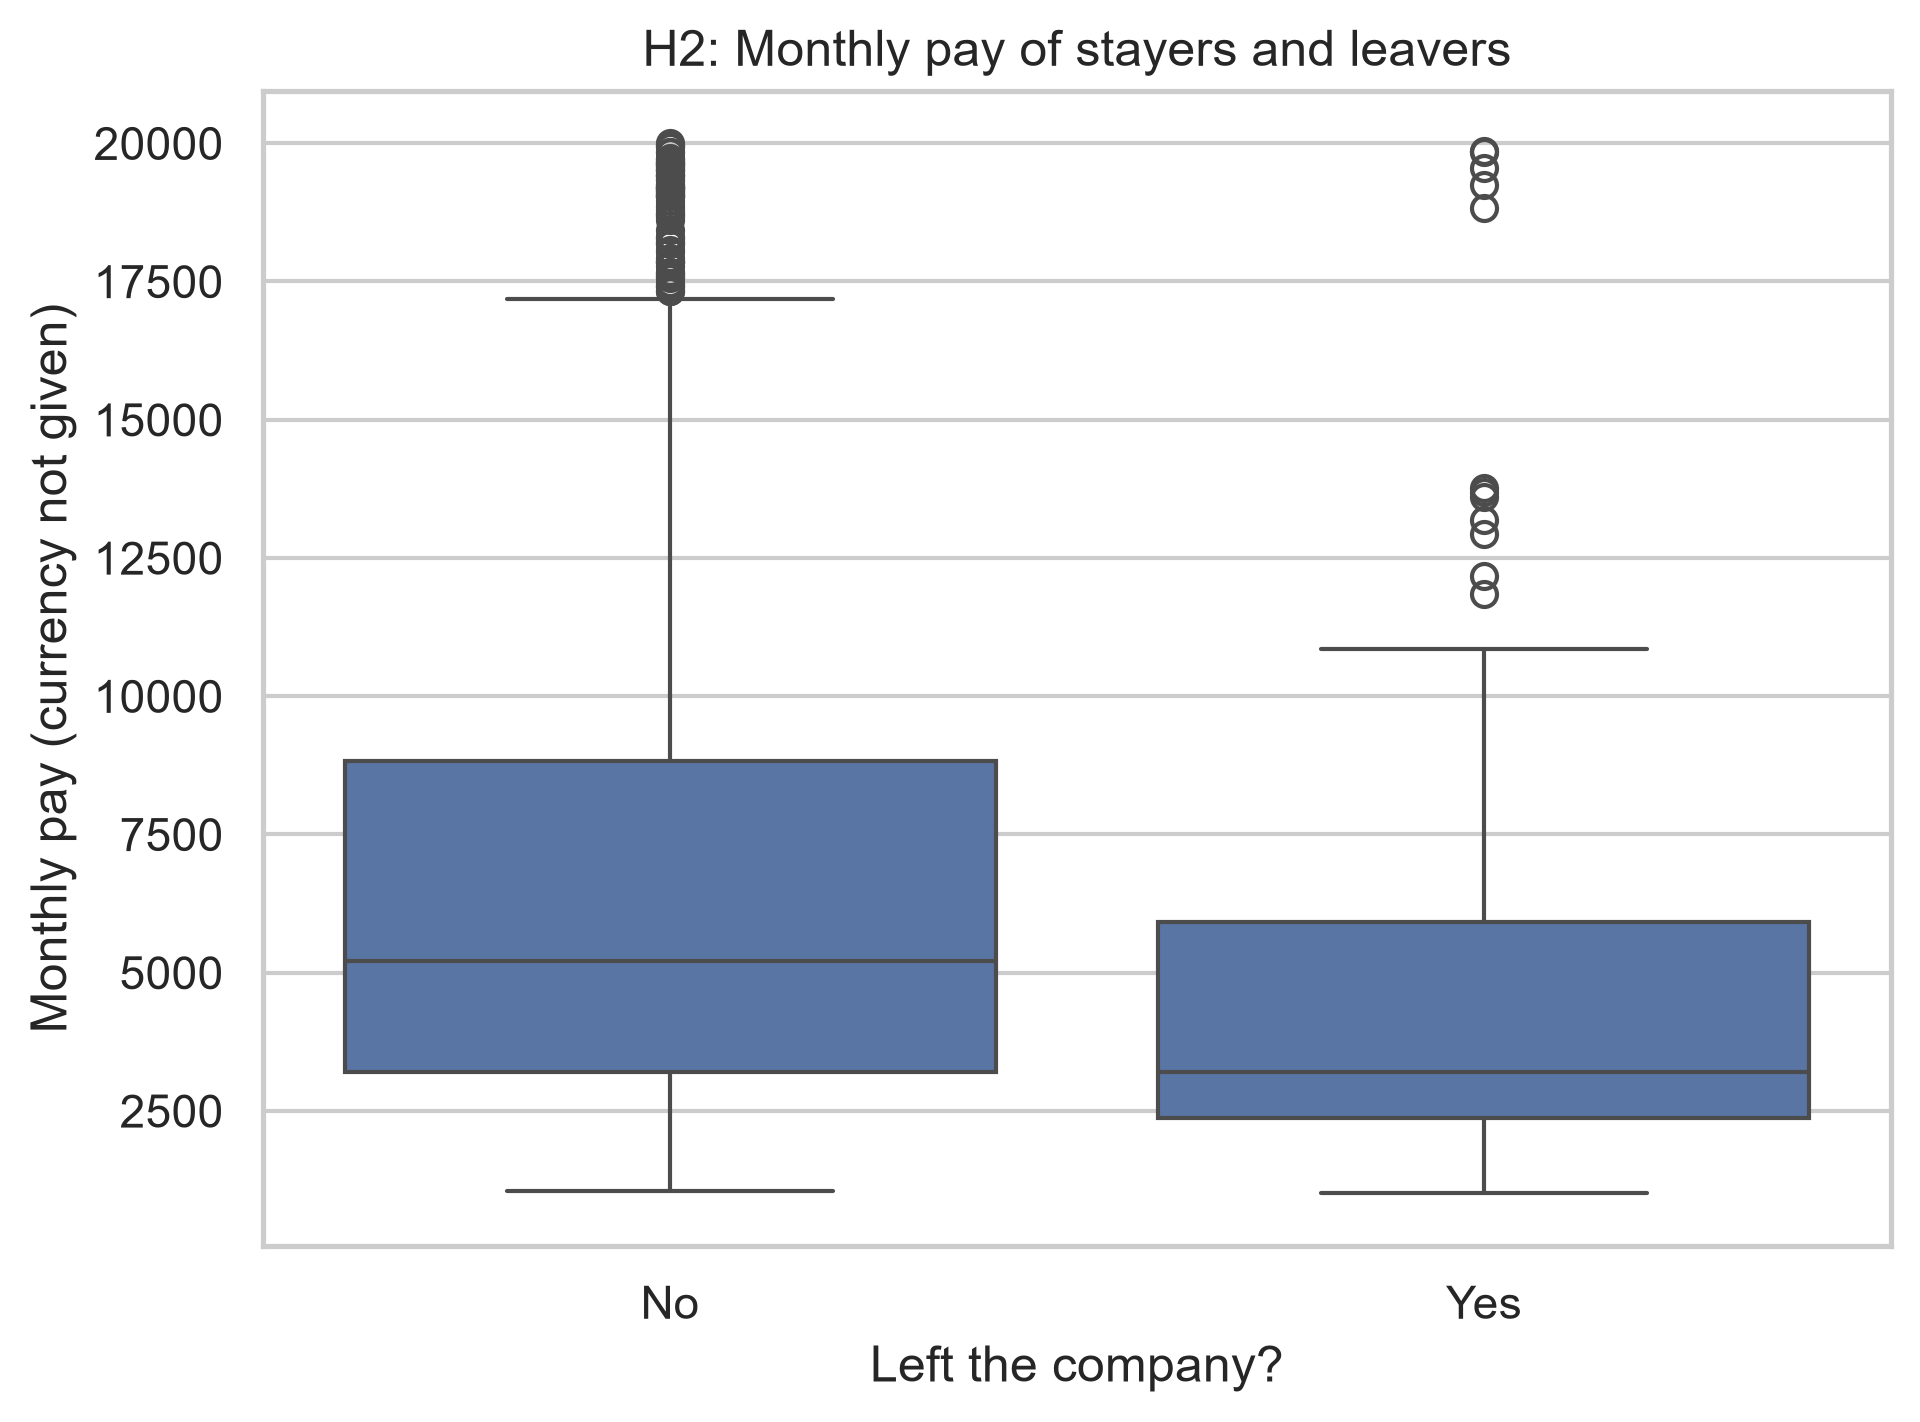 H2: Monthly pay of stayers and leavers
Monthly pay (currency not given)
20000
17500
15000
12500
10000
7500
5000
2500
No
Yes
Left the company?